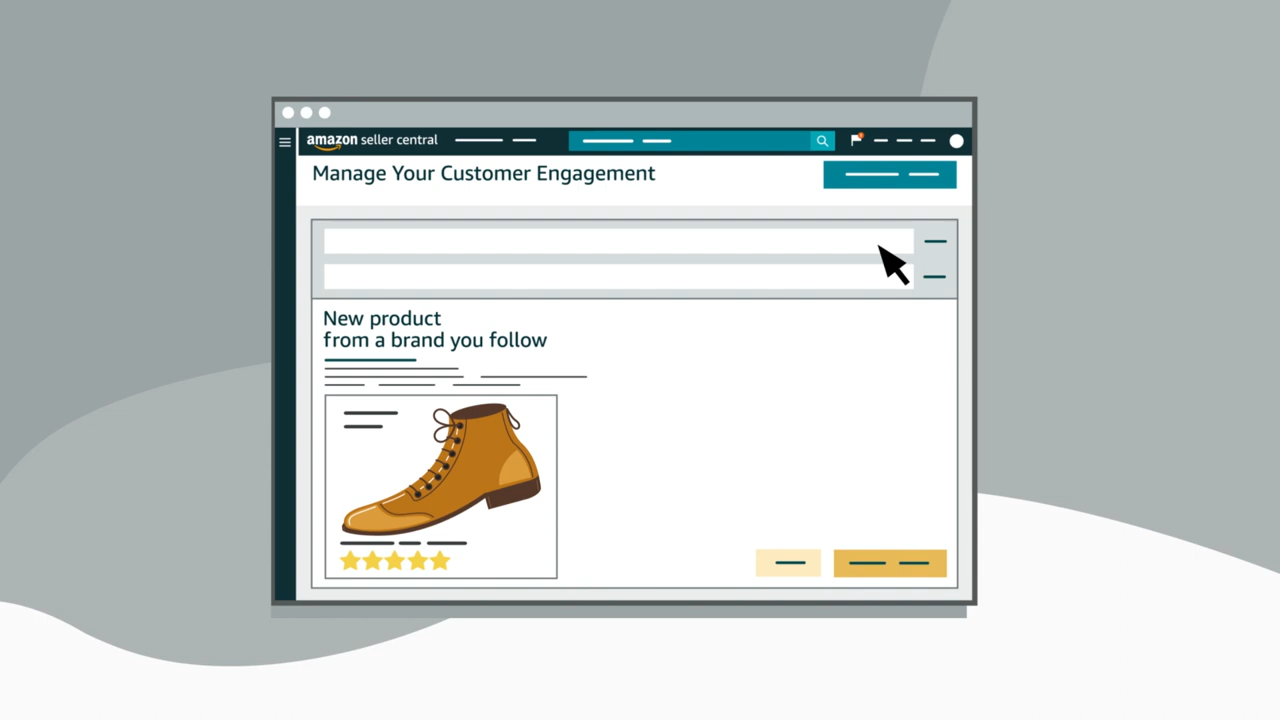 amazon seller central
Manage Your Customer Engagement
New product
from a brand you follow